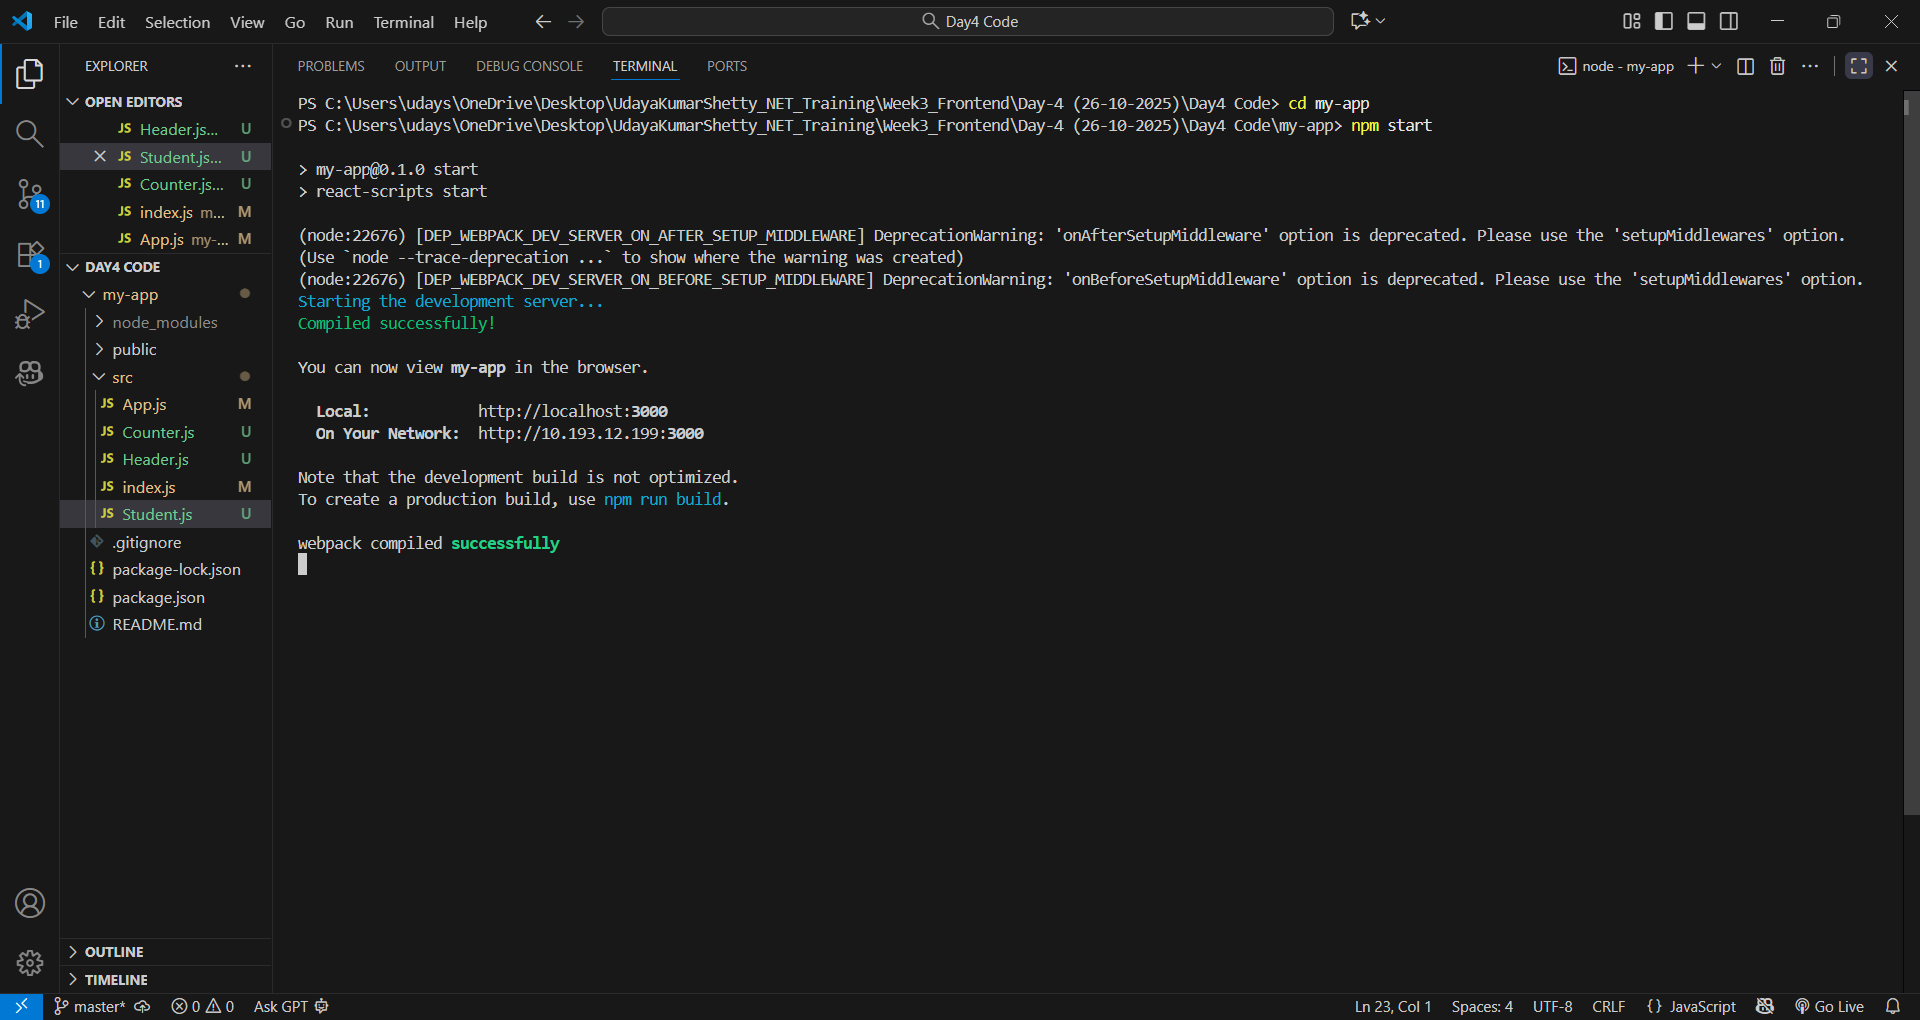 File Edit Selection View Go Run Terminal Help
Day4 Code
EXPLORER
OPEN EDITORS
Header.js... U
Student.js... U
Counter.js... U
index.js m... M
App.js my-... M
DAY4 CODE
my-app
node_modules
public
src
JS App.js M
JS Counter.js U
JS Header.js U
JS index.js M
JS Student.js U
.gitignore
{} package-lock.json
{} package.json
README.md
OUTLINE
TIMELINE
11
1
PROBLEMS OUTPUT DEBUG CONSOLE TERMINAL PORTS
node - my-app
PS C:\Users\udays\OneDrive\Desktop\UdayaKumarShetty_NET_Training\Week3_Frontend\Day-4 (26-10-2025)\Day4 Code> cd my-app
PS C:\Users\udays\OneDrive\Desktop\UdayaKumarShetty_NET_Training\Week3_Frontend\Day-4 (26-10-2025)\Day4 Code\my-app> npm start
> my-app@0.1.0 start
> react-scripts start
(node:22676) [DEP_WEBPACK_DEV_SERVER_ON_AFTER_SETUP_MIDDLEWARE] DeprecationWarning: 'onAfterSetupMiddleware' option is deprecated. Please use the 'setupMiddlewares' option.
(Use `node --trace-deprecation ...` to show where the warning was created)
(node:22676) [DEP_WEBPACK_DEV_SERVER_ON_BEFORE_SETUP_MIDDLEWARE] DeprecationWarning: 'onBeforeSetupMiddleware' option is deprecated. Please use the 'setupMiddlewares' option.
Starting the development server...
Compiled successfully!
You can now view my-app in the browser.
Local: http://localhost:3000
On Your Network: http://10.193.12.199:3000
Note that the development build is not optimized.
To create a production build, use npm run build.
webpack compiled successfully
master* 0 0 Ask GPT
Ln 23, Col 1 Spaces: 4 UTF-8 CRLF {} JavaScript Go Live